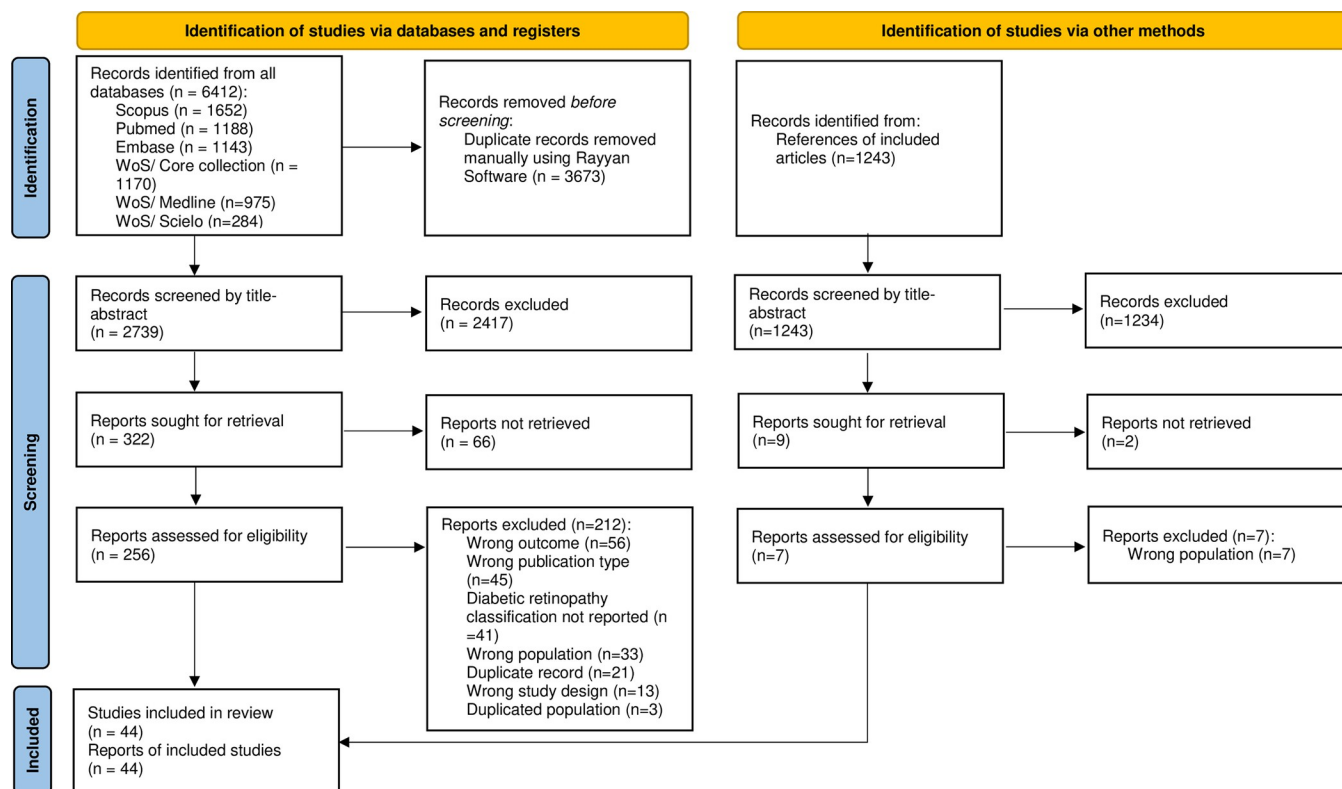 Identification of studies via databases and registers
Identification of studies via other methods
Identification
Records identified from all
databases (n = 6412):
Scopus (n = 1652)
Pubmed (n = 1188)
Embase (n = 1143)
WoS/ Core collection (n =
1170)
WoS/ Medline (n=975)
WoS/ Scielo (n=284)
Records removed before
screening:
Duplicate records removed
manually using Rayyan
Software (n = 3673)
Records identified from:
References of included
articles (n=1243)
Screening
Records screened by title-
abstract
(n = 2739)
Records excluded
(n = 2417)
Records screened by title-
abstract
(n=1243)
Records excluded
(n=1234)
Reports sought for retrieval
(n = 322)
Reports not retrieved
(n = 66)
Reports sought for retrieval
(n=9)
Reports not retrieved
(n=2)
Reports assessed for eligibility
(n = 256)
Reports excluded (n=212):
Wrong outcome (n=56)
Wrong publication type
(n=45)
Diabetic retinopathy
classification not reported (n
=41)
Wrong population (n=33)
Duplicate record (n=21)
Wrong study design (n=13)
Duplicated population (n=3)
Reports assessed for eligibility
(n=7)
Reports excluded (n=7):
Wrong population (n=7)
Included
Studies included in review
(n = 44)
Reports of included studies
(n = 44)